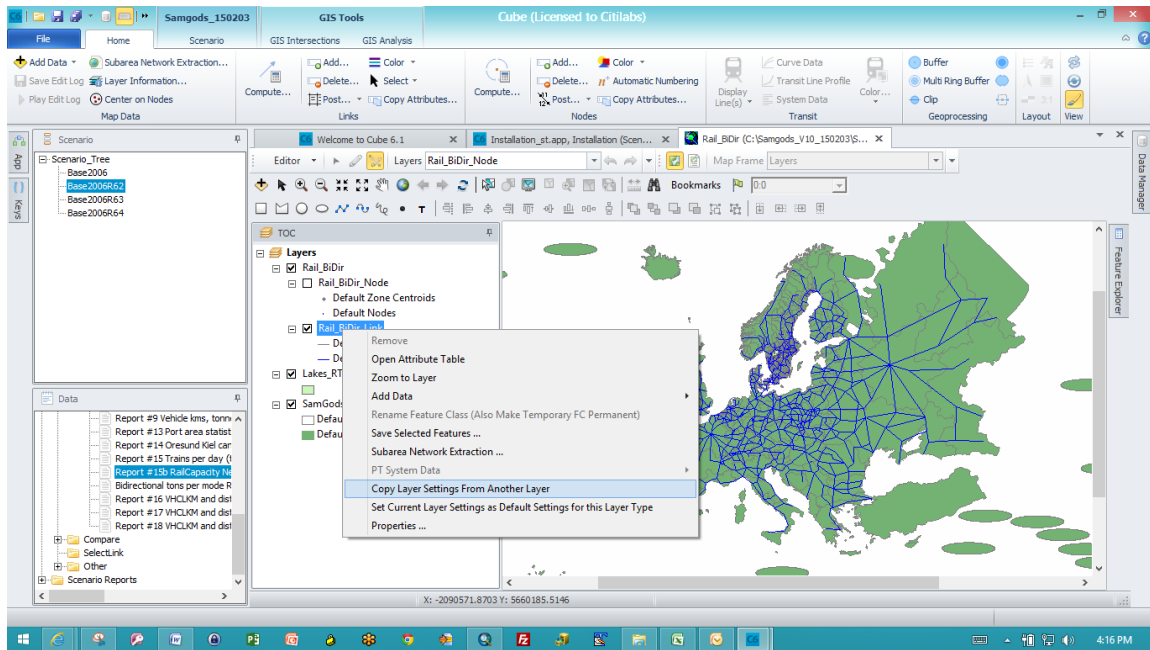 Samgods_150203
GIS Tools
Cube (Licensed to Citilabs)
File
Home
Scenario
GIS Intersections
GIS Analysis
Add Data
Subarea Network Extraction...
Save Edit Log
Layer Information...
Play Edit Log
Center on Nodes
Map Data
Compute...
Add...
Color
Delete...
Select
Post...
Copy Attributes...
Links
Compute...
Add...
Color
Delete...
Automatic Numbering
Post...
Copy Attributes...
Nodes
Display Line(s)
Curve Data
Transit Line Profile
System Data
Color...
Transit
Buffer
Multi Ring Buffer
Clip
Geoprocessing
Layout
View
App
Keys
Scenario
Scenario_Tree
Base2006
Base2006R62
Base2006R63
Base2006R64
Welcome to Cube 6.1
Installation_st.app, Installation (Scen...
Rail_BiDir (C:\Samgods_V10_150203\S...
Editor
Layers
Rail_BiDir_Node
Map Frame
Layers
Bookmarks
0:0
TOC
Layers
Rail_BiDir
Rail_BiDir_Node
Default Zone Centroids
Default Nodes
Rail_BiDir_Link
De
De
Lakes_RT
SamGods
Defau
Defau
Remove
Open Attribute Table
Zoom to Layer
Add Data
Rename Feature Class (Also Make Temporary FC Permanent)
Save Selected Features ...
Subarea Network Extraction ...
PT System Data
Copy Layer Settings From Another Layer
Set Current Layer Settings as Default Settings for this Layer Type
Properties ...
Data
Report #9 Vehicle kms, tonn
Report #13 Port area statist
Report #14 Oresund Kiel car
Report #15 Trains per day (t
Report #15b RailCapacity Ne
Bidirectional tons per mode R
Report #16 VHCLKM and dist
Report #17 VHCLKM and dist
Report #18 VHCLKM and dist
Compare
SelectLink
Other
Scenario Reports
Data Manager
Feature Explorer
X: -2090571.8703 Y: 5660185.5146
4:16 PM